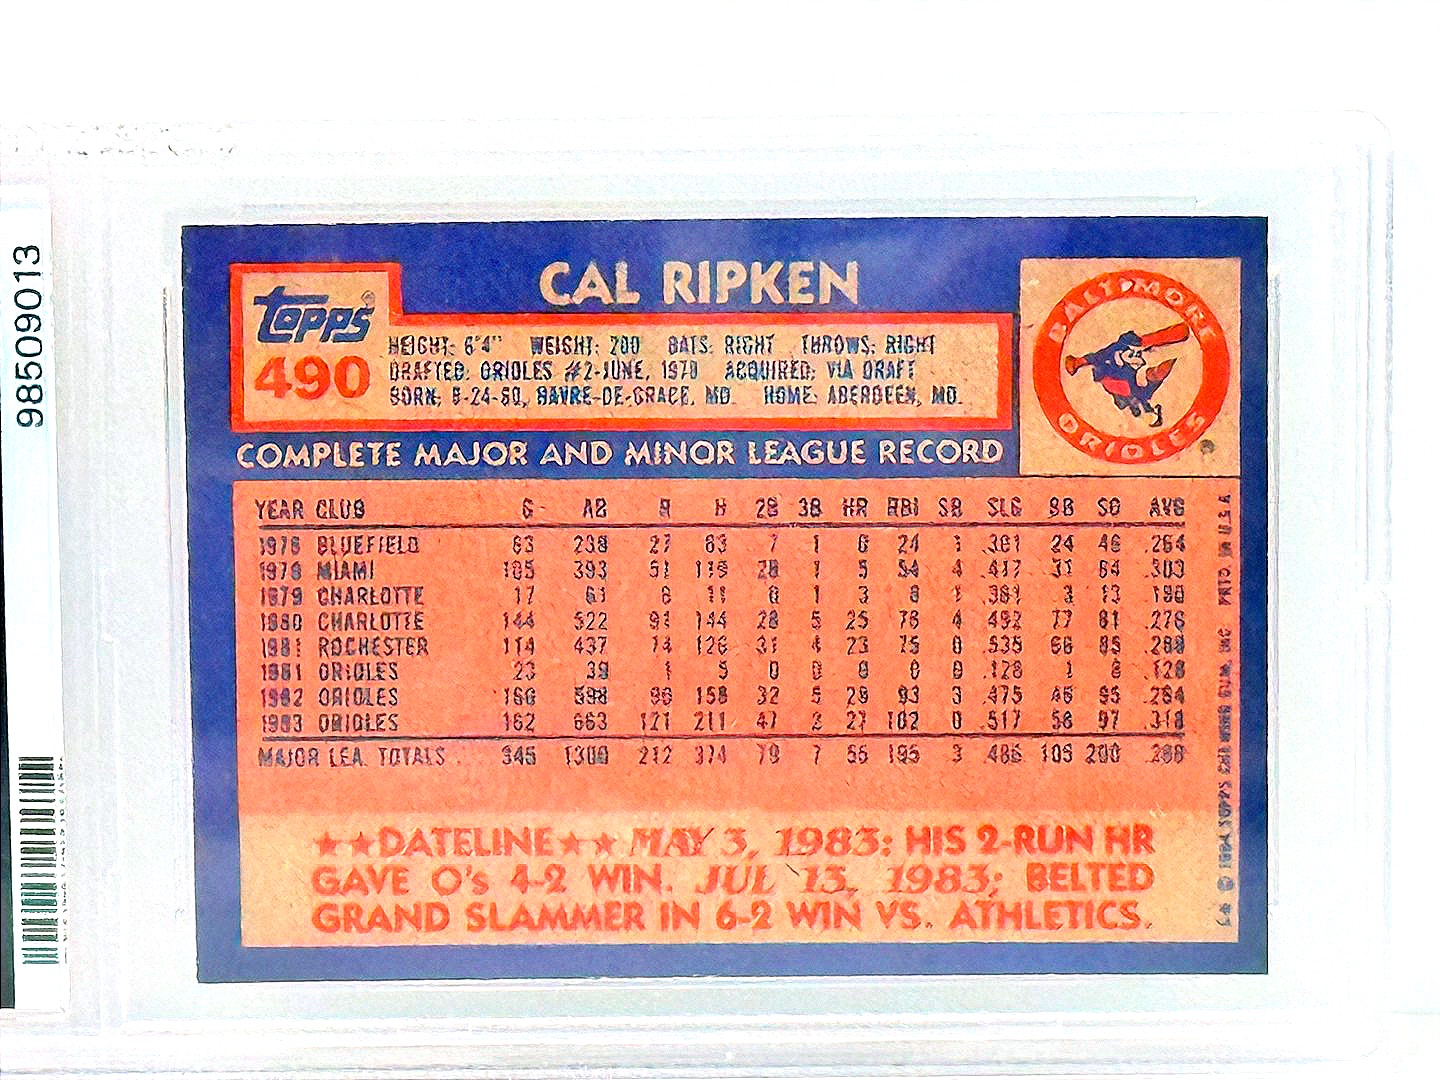 98509013
CAL RIPKEN
Topps
490
HEIGHT: 6'4" WEIGHT: 200 BATS: RIGHT THROWS: RIGHT
DRAFTED: ORIOLES #2-JUNE, 1978 ACQUIRED: VIA DRAFT
BORN: 8-24-60, HAVRE-DE-GRACE, MD. HOME: ABERDEEN, MD.
BALTIMORE
ORIOLES
COMPLETE MAJOR AND MINOR LEAGUE RECORD
YEAR CLUB G AB R H 2B 3B HR RBI SB SLG BB SO AVG
1978 BLUEFIELD 63 239 27 63 7 1 0 24 1 .301 24 46 .264
1979 MIAMI 105 393 51 119 28 1 5 54 4 .417 31 64 .303
1979 CHARLOTTE 17 61 6 11 0 1 3 8 1 .361 3 13 .180
1980 CHARLOTTE 144 522 91 144 28 5 25 78 4 .492 77 81 .276
1981 ROCHESTER 114 437 74 126 31 4 23 75 0 .535 66 85 .288
1981 ORIOLES 23 39 1 5 0 0 0 0 0 .128 1 8 .128
1982 ORIOLES 160 598 90 158 32 5 28 93 3 .475 46 95 .264
1983 ORIOLES 162 663 121 211 47 2 27 102 0 .517 58 97 .318
MAJOR LEA. TOTALS 345 1300 212 374 79 7 55 195 3 .486 105 200 .288
★★DATELINE★★ MAY 3, 1983: HIS 2-RUN HR
GAVE O's 4-2 WIN. JUL 13, 1983: BELTED
GRAND SLAMMER IN 6-2 WIN VS. ATHLETICS.
© 1984 TOPPS CHEWING GUM, INC. PRTD. IN U.S.A.